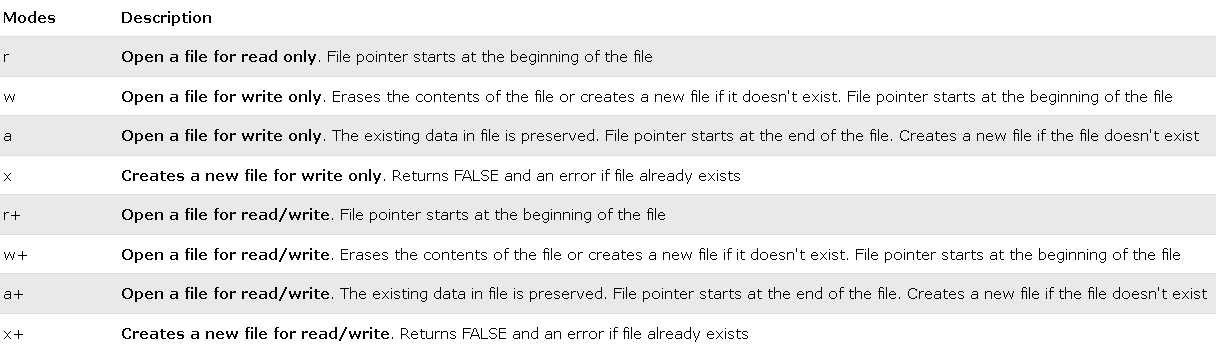 Modes Description
r Open a file for read only. File pointer starts at the beginning of the file
w Open a file for write only. Erases the contents of the file or creates a new file if it doesn't exist. File pointer starts at the beginning of the file
a Open a file for write only. The existing data in file is preserved. File pointer starts at the end of the file. Creates a new file if the file doesn't exist
x Creates a new file for write only. Returns FALSE and an error if file already exists
r+ Open a file for read/write. File pointer starts at the beginning of the file
w+ Open a file for read/write. Erases the contents of the file or creates a new file if it doesn't exist. File pointer starts at the beginning of the file
a+ Open a file for read/write. The existing data in file is preserved. File pointer starts at the end of the file. Creates a new file if the file doesn't exist
x+ Creates a new file for read/write. Returns FALSE and an error if file already exists